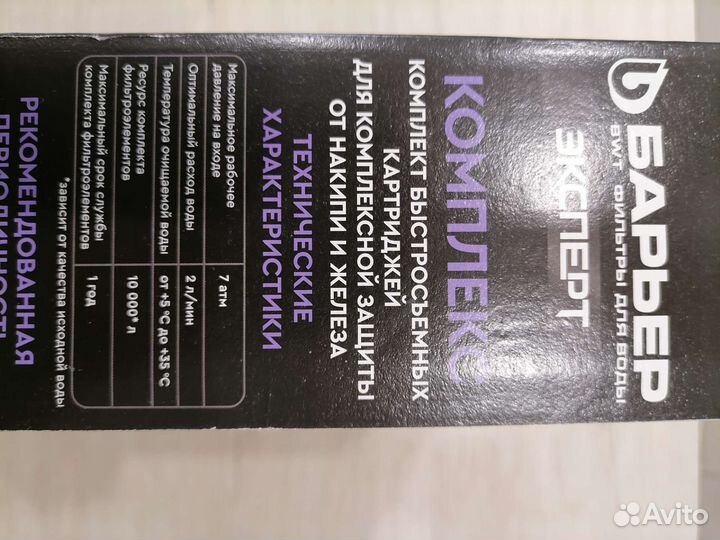 БАРЬЕР
BWT ФИЛЬТРЫ ДЛЯ ВОДЫ
ЭКСПЕРТ
КОМПЛЕКС
КОМПЛЕКТ БЫСТРОСЪЕМНЫХ
КАРТРИДЖЕЙ
ДЛЯ КОМПЛЕКСНОЙ ЗАЩИТЫ
ОТ НАКИПИ И ЖЕЛЕЗА
ТЕХНИЧЕСКИЕ
ХАРАКТЕРИСТИКИ
Максимальное рабочее
давление на входе
7 атм
Оптимальный расход воды
2 л/мин
Температура очищаемой воды
от +5 °С до +35 °С
Ресурс комплекта
фильтроэлементов
10 000* л
Максимальный срок службы
комплекта фильтроэлементов
1 год
*зависит от качества исходной воды
РЕКОМЕНДОВАННАЯ
ПЕРИОДИЧНОСТЬ
Avito